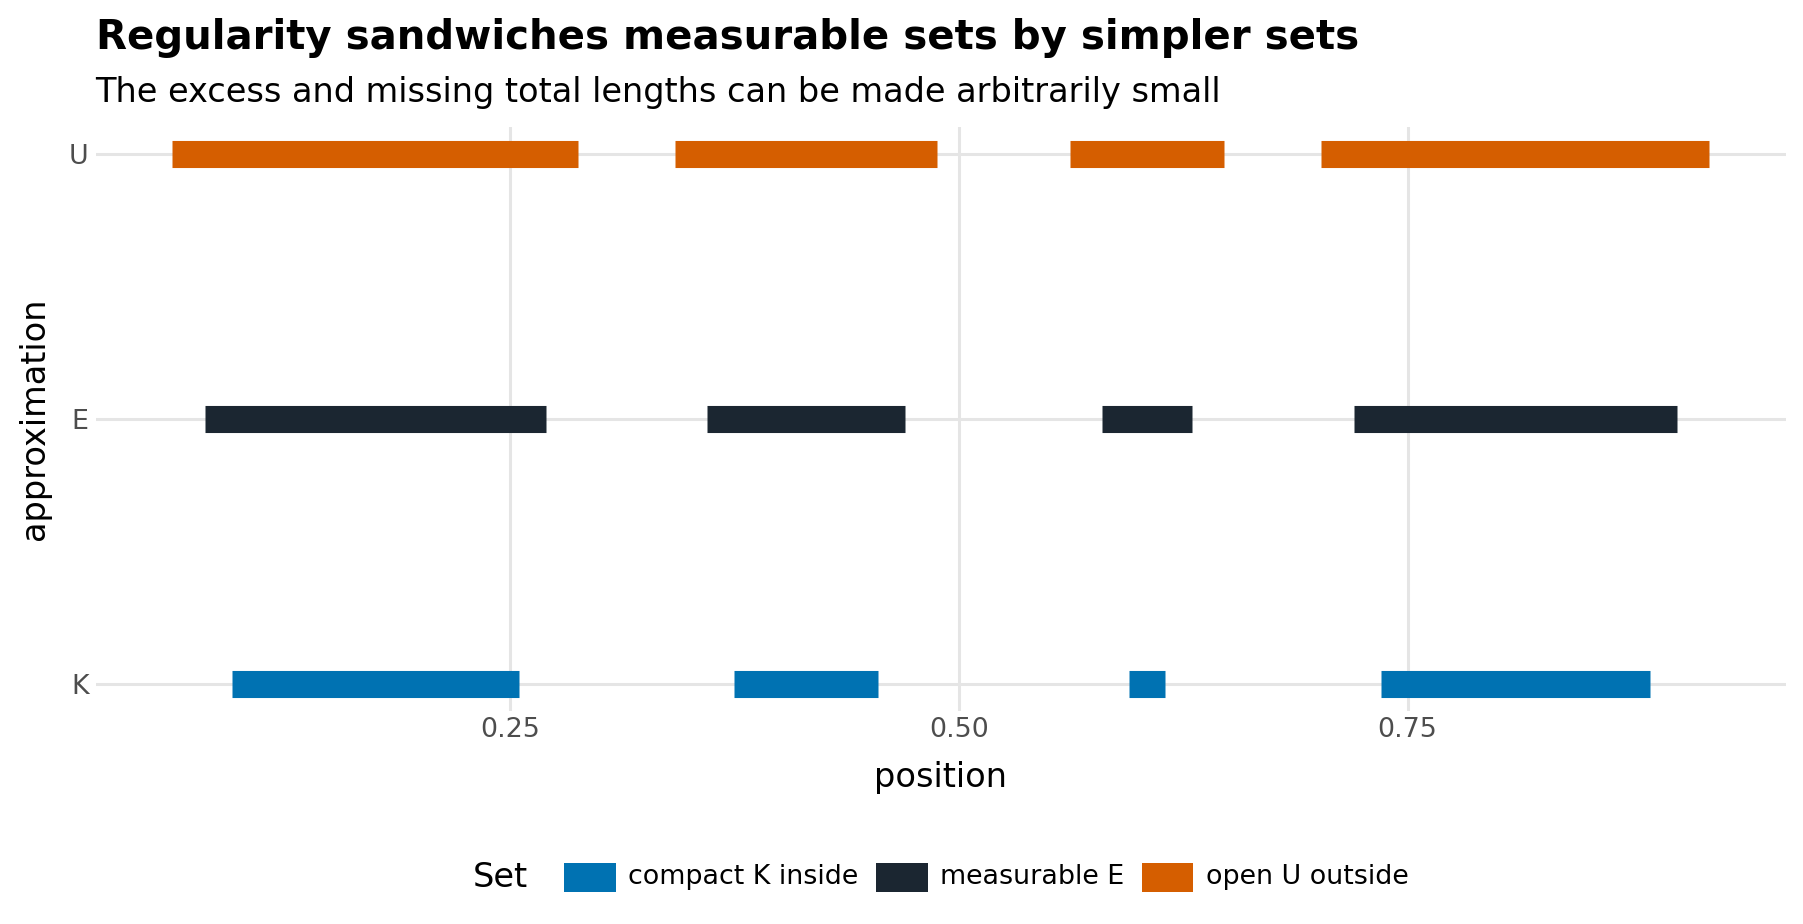 Regularity sandwiches measurable sets by simpler sets
The excess and missing total lengths can be made arbitrarily small
U
E
K
approximation
0.25 0.50 0.75
position
Set compact K inside measurable E open U outside